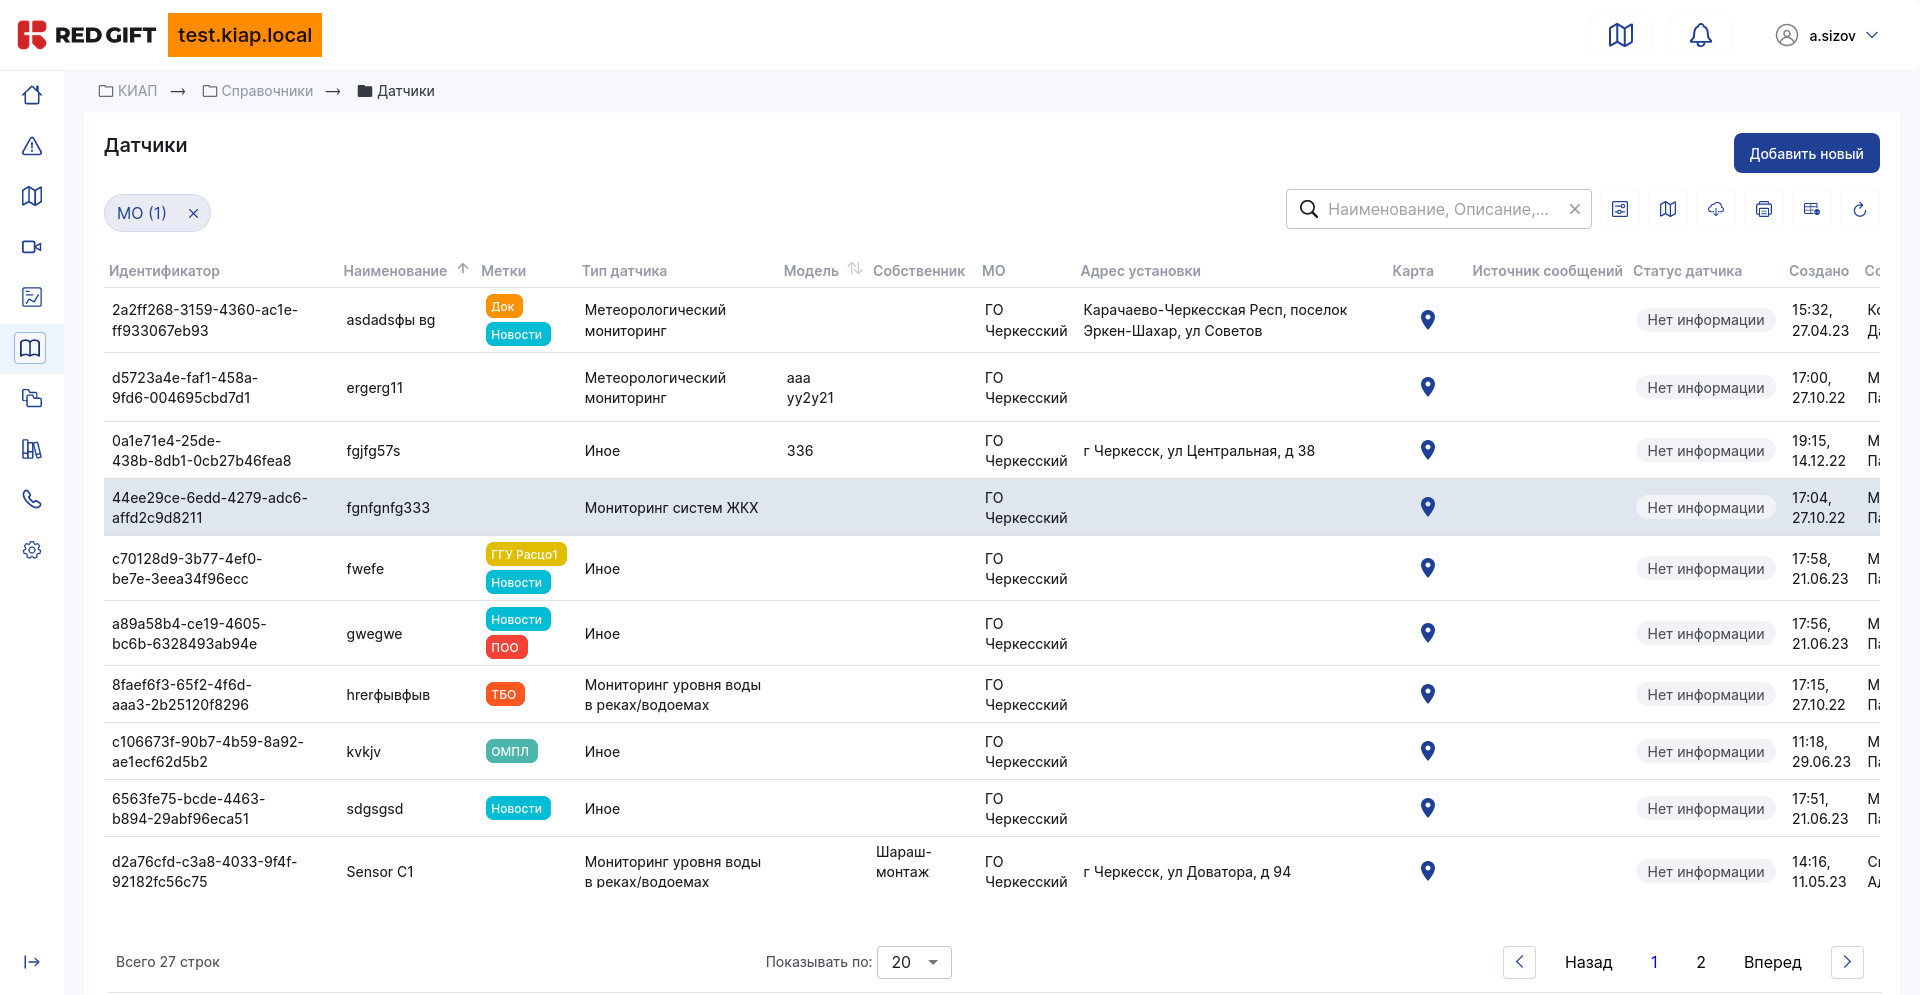 RED GIFT test.kiap.local
a.sizov
КИАП → Справочники → Датчики
Датчики
Добавить новый
МО (1)
Наименование, Описание,...
Идентификатор Наименование Метки Тип датчика Модель Собственник МО Адрес установки Карта Источник сообщений Статус датчика Создано Со
2a2ff268-3159-4360-ac1e-
ff933067eb93
asdadsфы вg
Док
Новости
Метеорологический
мониторинг
ГО
Черкесский
Карачаево-Черкесская Респ, поселок
Эркен-Шахар, ул Советов
Нет информации
15:32,
27.04.23
d5723a4e-faf1-458a-
9fd6-004695cbd7d1
ergerg11
Метеорологический
мониторинг
ааа
уу2у21
ГО
Черкесский
Нет информации
17:00,
27.10.22
0a1e71e4-25de-
438b-8db1-0cb27b46fea8
fgjfg57s
Иное
336
ГО
Черкесский
г Черкесск, ул Центральная, д 38
Нет информации
19:15,
14.12.22
44ee29ce-6edd-4279-adc6-
affd2c9d8211
fgnfgnfg333
Мониторинг систем ЖКХ
ГО
Черкесский
Нет информации
17:04,
27.10.22
c70128d9-3b77-4ef0-
be7e-3eea34f96ecc
fwefe
ГГУ Расцо1
Новости
Иное
ГО
Черкесский
Нет информации
17:58,
21.06.23
a89a58b4-ce19-4605-
bc6b-6328493ab94e
gwegwe
Новости
ПОО
Иное
ГО
Черкесский
Нет информации
17:56,
21.06.23
8faef6f3-65f2-4f6d-
aaa3-2b25120f8296
hrerфывфыв
ТБО
Мониторинг уровня воды
в реках/водоемах
ГО
Черкесский
Нет информации
17:15,
27.10.22
c106673f-90b7-4b59-8a92-
ae1ecf62d5b2
kvkjv
ОМПЛ
Иное
ГО
Черкесский
Нет информации
11:18,
29.06.23
6563fe75-bcde-4463-
b894-29abf96eca51
sdgsgsd
Новости
Иное
ГО
Черкесский
Нет информации
17:51,
21.06.23
d2a76cfd-c3a8-4033-9f4f-
92182fc56c75
Sensor C1
Мониторинг уровня воды
в реках/водоемах
Шараш-
монтаж
ГО
Черкесский
г Черкесск, ул Доватора, д 94
Нет информации
14:16,
11.05.23
Всего 27 строк
Показывать по: 20
Назад 1 2 Вперед